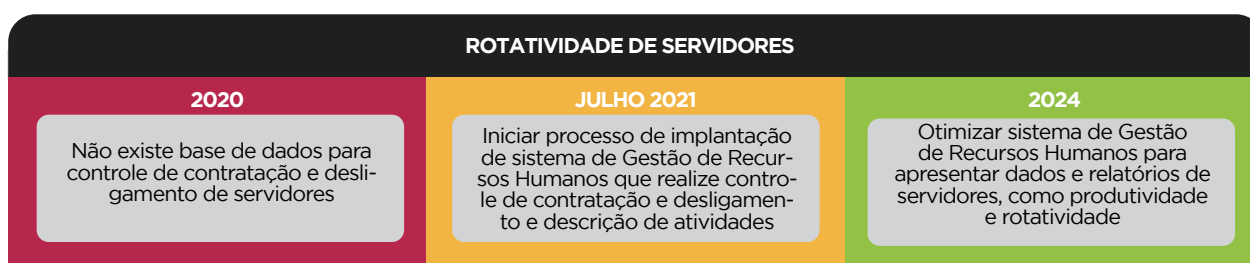 ROTATIVIDADE DE SERVIDORES
2020
Não existe base de dados para
controle de contratação e desli-
gamento de servidores
JULHO 2021
Iniciar processo de implantação
de sistema de Gestão de Recur-
sos Humanos que realize contro-
le de contratação e desligamen-
to e descrição de atividades
2024
Otimizar sistema de Gestão
de Recursos Humanos para
apresentar dados e relatórios de
servidores, como produtividade
e rotatividade